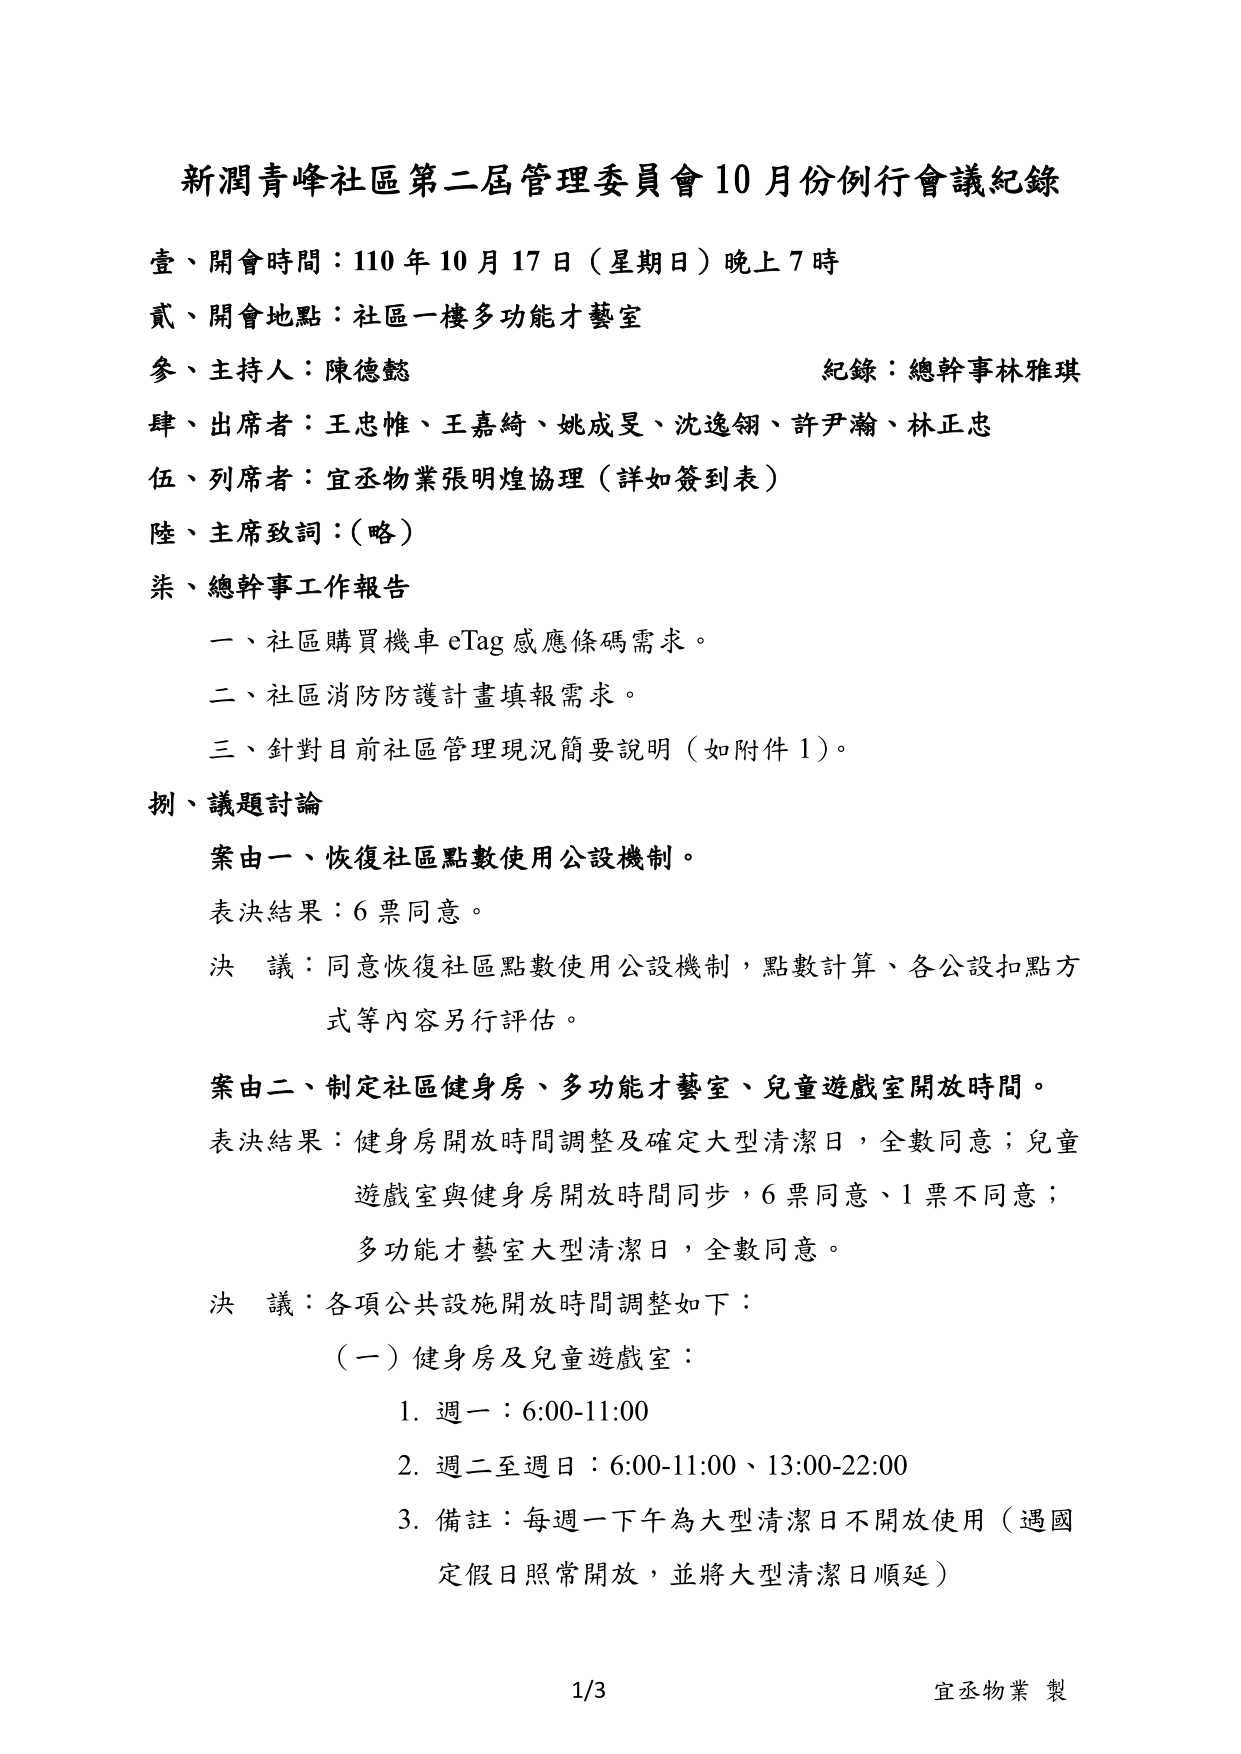 新潤青峰社區第二屆管理委員會 10 月份例行會議紀錄
壹、開會時間：110 年 10 月 17 日（星期日）晚上 7 時
貳、開會地點：社區一樓多功能才藝室
參、主持人：陳德懿 紀錄：總幹事林雅琪
肆、出席者：王忠帷、王嘉綺、姚成旻、沈逸翎、許尹瀚、林正忠
伍、列席者：宜丞物業張明煌協理（詳如簽到表）
陸、主席致詞：（略）
柒、總幹事工作報告
一、社區購買機車 eTag 感應條碼需求。
二、社區消防防護計畫填報需求。
三、針對目前社區管理現況簡要說明（如附件 1）。
捌、議題討論
案由一、恢復社區點數使用公設機制。
表決結果：6 票同意。
決　議：同意恢復社區點數使用公設機制，點數計算、各公設扣點方
式等內容另行評估。
案由二、制定社區健身房、多功能才藝室、兒童遊戲室開放時間。
表決結果：健身房開放時間調整及確定大型清潔日，全數同意；兒童
遊戲室與健身房開放時間同步，6 票同意、1 票不同意；
多功能才藝室大型清潔日，全數同意。
決　議：各項公共設施開放時間調整如下：
（一）健身房及兒童遊戲室：
1. 週一：6:00-11:00
2. 週二至週日：6:00-11:00、13:00-22:00
3. 備註：每週一下午為大型清潔日不開放使用（遇國
定假日照常開放，並將大型清潔日順延）
1/3 宜丞物業 製